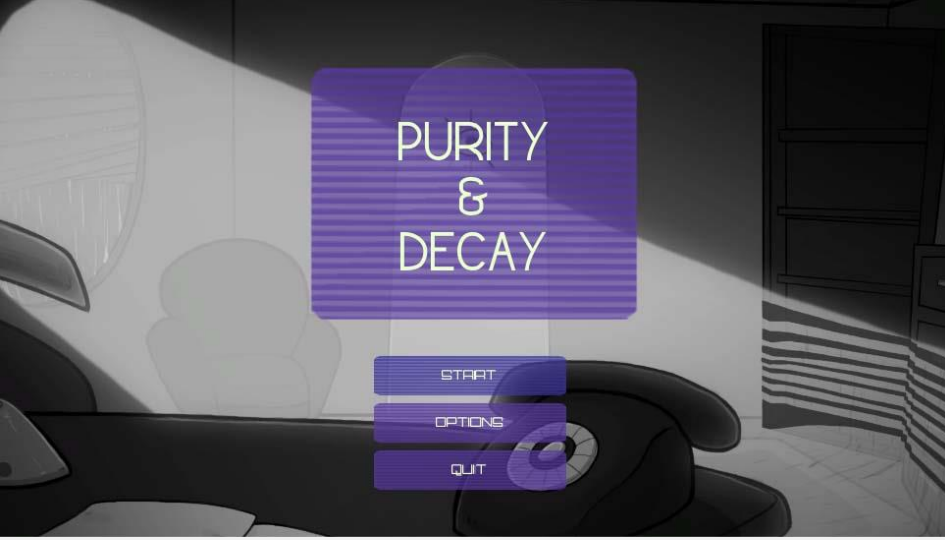 PURITY
&
DECAY
START
OPTIONS
QUIT